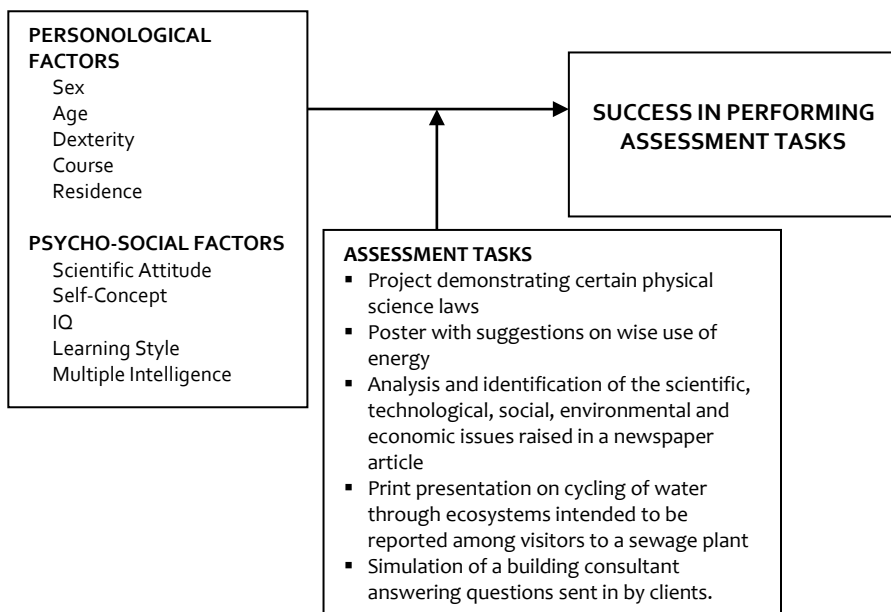 PERSONOLOGICAL
FACTORS
Sex
Age
Dexterity
Course
Residence
PSYCHO-SOCIAL FACTORS
Scientific Attitude
Self-Concept
IQ
Learning Style
Multiple Intelligence
SUCCESS IN PERFORMING
ASSESSMENT TASKS
ASSESSMENT TASKS
▪ Project demonstrating certain physical
science laws
▪ Poster with suggestions on wise use of
energy
▪ Analysis and identification of the scientific,
technological, social, environmental and
economic issues raised in a newspaper
article
▪ Print presentation on cycling of water
through ecosystems intended to be
reported among visitors to a sewage plant
▪ Simulation of a building consultant
answering questions sent in by clients.